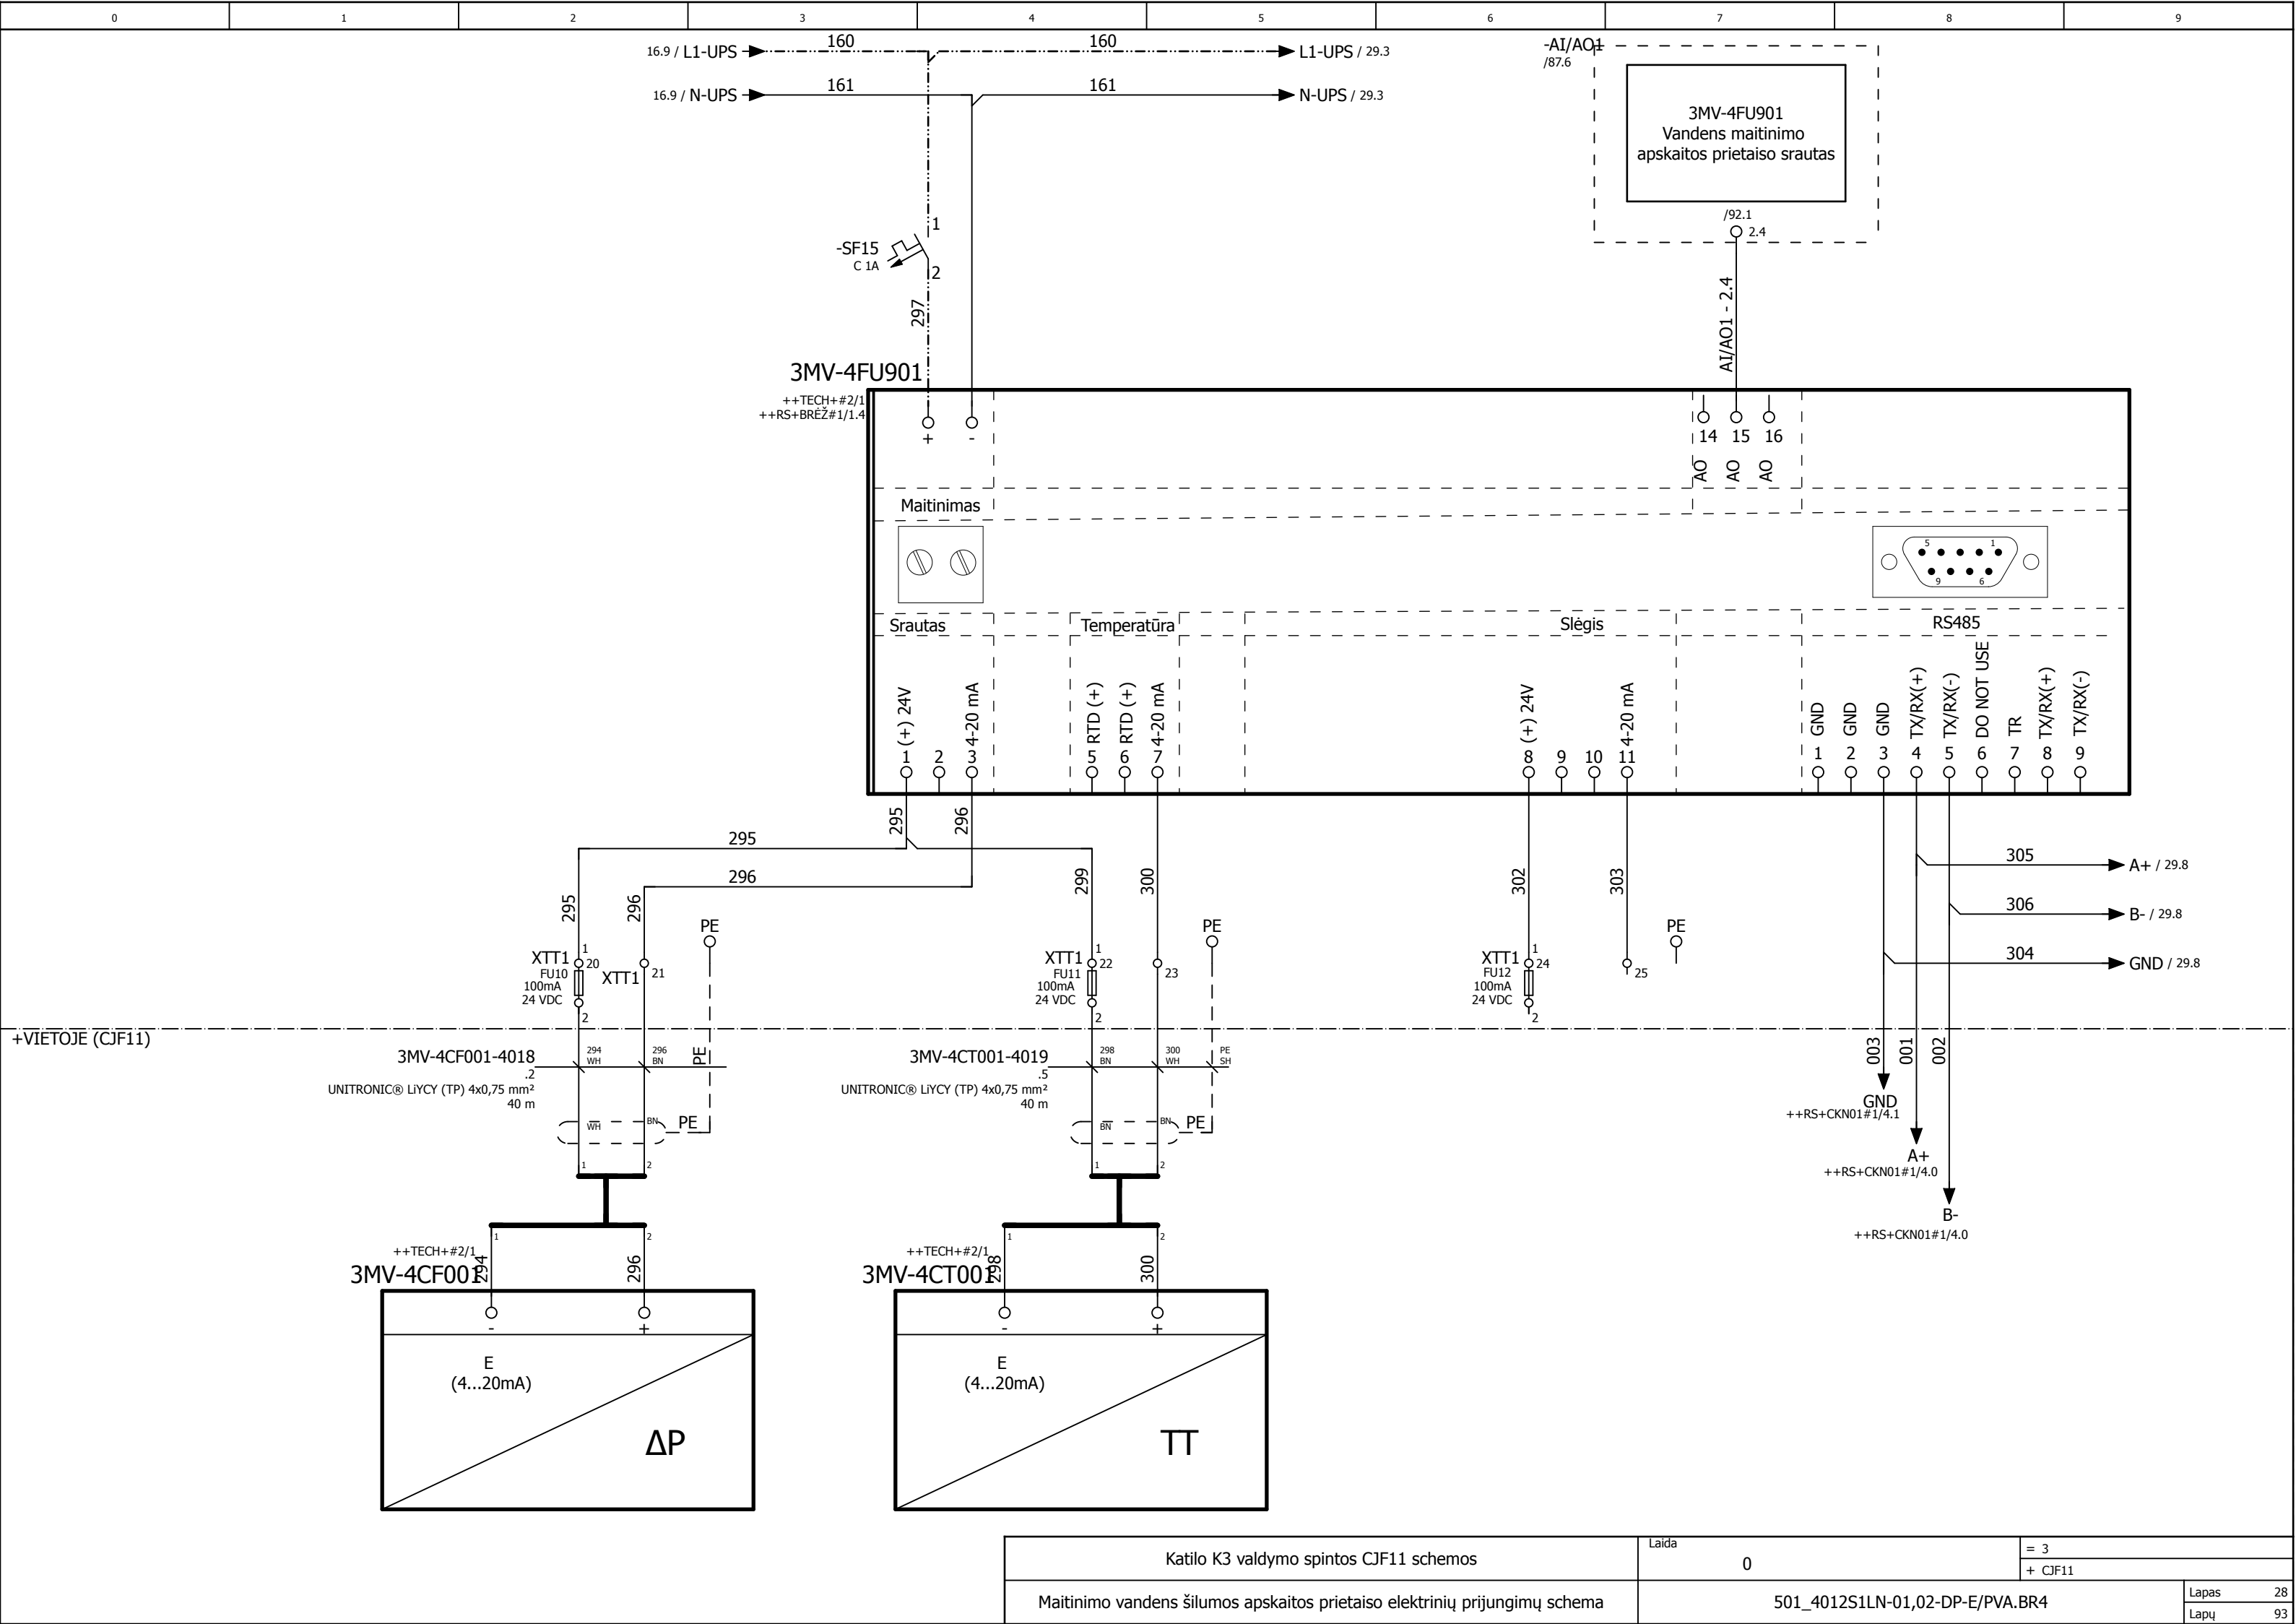 0 1 2 3 4 5 6 7 8 9
16.9 / L1-UPS 160 160 L1-UPS / 29.3
16.9 / N-UPS 161 161 N-UPS / 29.3
-AI/AO1
/87.6
3MV-4FU901
Vandens maitinimo
apskaitos prietaiso srautas
/92.1
2.4
AI/AO1 - 2.4
1
-SF15
C 1A
2
297
3MV-4FU901
++TECH+#2/1
++RS+BRĖŽ#1/1.4
+ -
14 15 16
AO AO AO
Maitinimas
5 1
9 6
Srautas Temperatūra Slėgis RS485
(+) 24V 4-20 mA RTD (+) RTD (+) 4-20 mA (+) 24V 4-20 mA GND GND GND TX/RX(+) TX/RX(-) DO NOT USE TR TX/RX(+) TX/RX(-)
1 2 3 5 6 7 8 9 10 11 1 2 3 4 5 6 7 8 9
295 296
295
296
295 296 299 300 302 303
305 A+ / 29.8
306 B- / 29.8
304 GND / 29.8
PE PE PE
1 1 1
XTT1 20 XTT1 21 XTT1 22 23 XTT1 24 25
FU10 FU11 FU12
100mA 100mA 100mA
24 VDC 24 VDC 24 VDC
2 2 2
+VIETOJE (CJF11)
3MV-4CF001-4018
.2
UNITRONIC® LiYCY (TP) 4x0,75 mm²
40 m
294
WH
296
BN
PE
WH BN PE
1 2
3MV-4CT001-4019
.5
UNITRONIC® LiYCY (TP) 4x0,75 mm²
40 m
298
BN
300
WH
PE
SH
BN BN PE
1 2
003 001 002
GND
++RS+CKN01#1/4.1
A+
++RS+CKN01#1/4.0
B-
++RS+CKN01#1/4.0
1 2
++TECH+#2/1
3MV-4CF001
294 296
- +
E
(4...20mA)
ΔP
1 2
++TECH+#2/1
3MV-4CT001
298 300
- +
E
(4...20mA)
TT
Katilo K3 valdymo spintos CJF11 schemos
Laida
0
= 3
+ CJF11
Maitinimo vandens šilumos apskaitos prietaiso elektrinių prijungimų schema
501_4012S1LN-01,02-DP-E/PVA.BR4
Lapas 28
Lapų 93